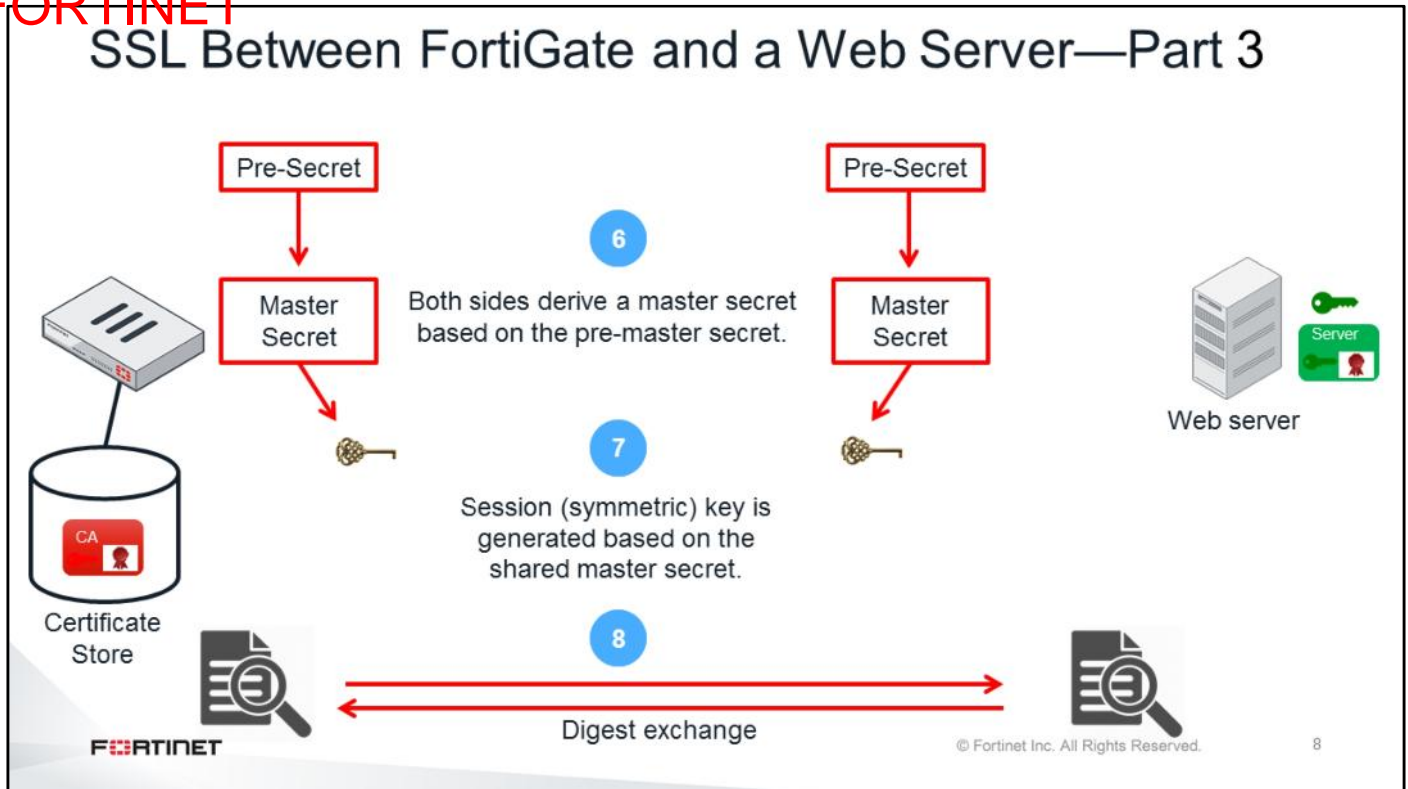 FORTINET
SSL Between FortiGate and a Web Server—Part 3
Pre-Secret
Pre-Secret
6
Master
Secret
Both sides derive a master secret
based on the pre-master secret.
Master
Secret
Server
Web server
7
Session (symmetric) key is
generated based on the
shared master secret.
CA
Certificate
Store
8
Digest exchange
FORTINET
© Fortinet Inc. All Rights Reserved.
8